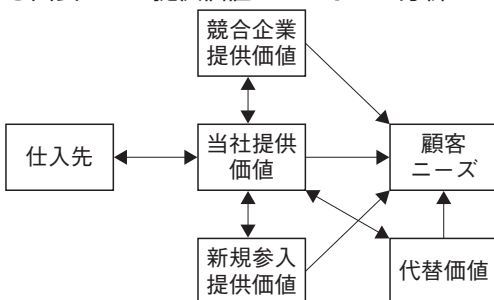 競合企業
提供価値
仕入先
当社提供
価値
顧客
ニーズ
新規参入
提供価値
代替価値